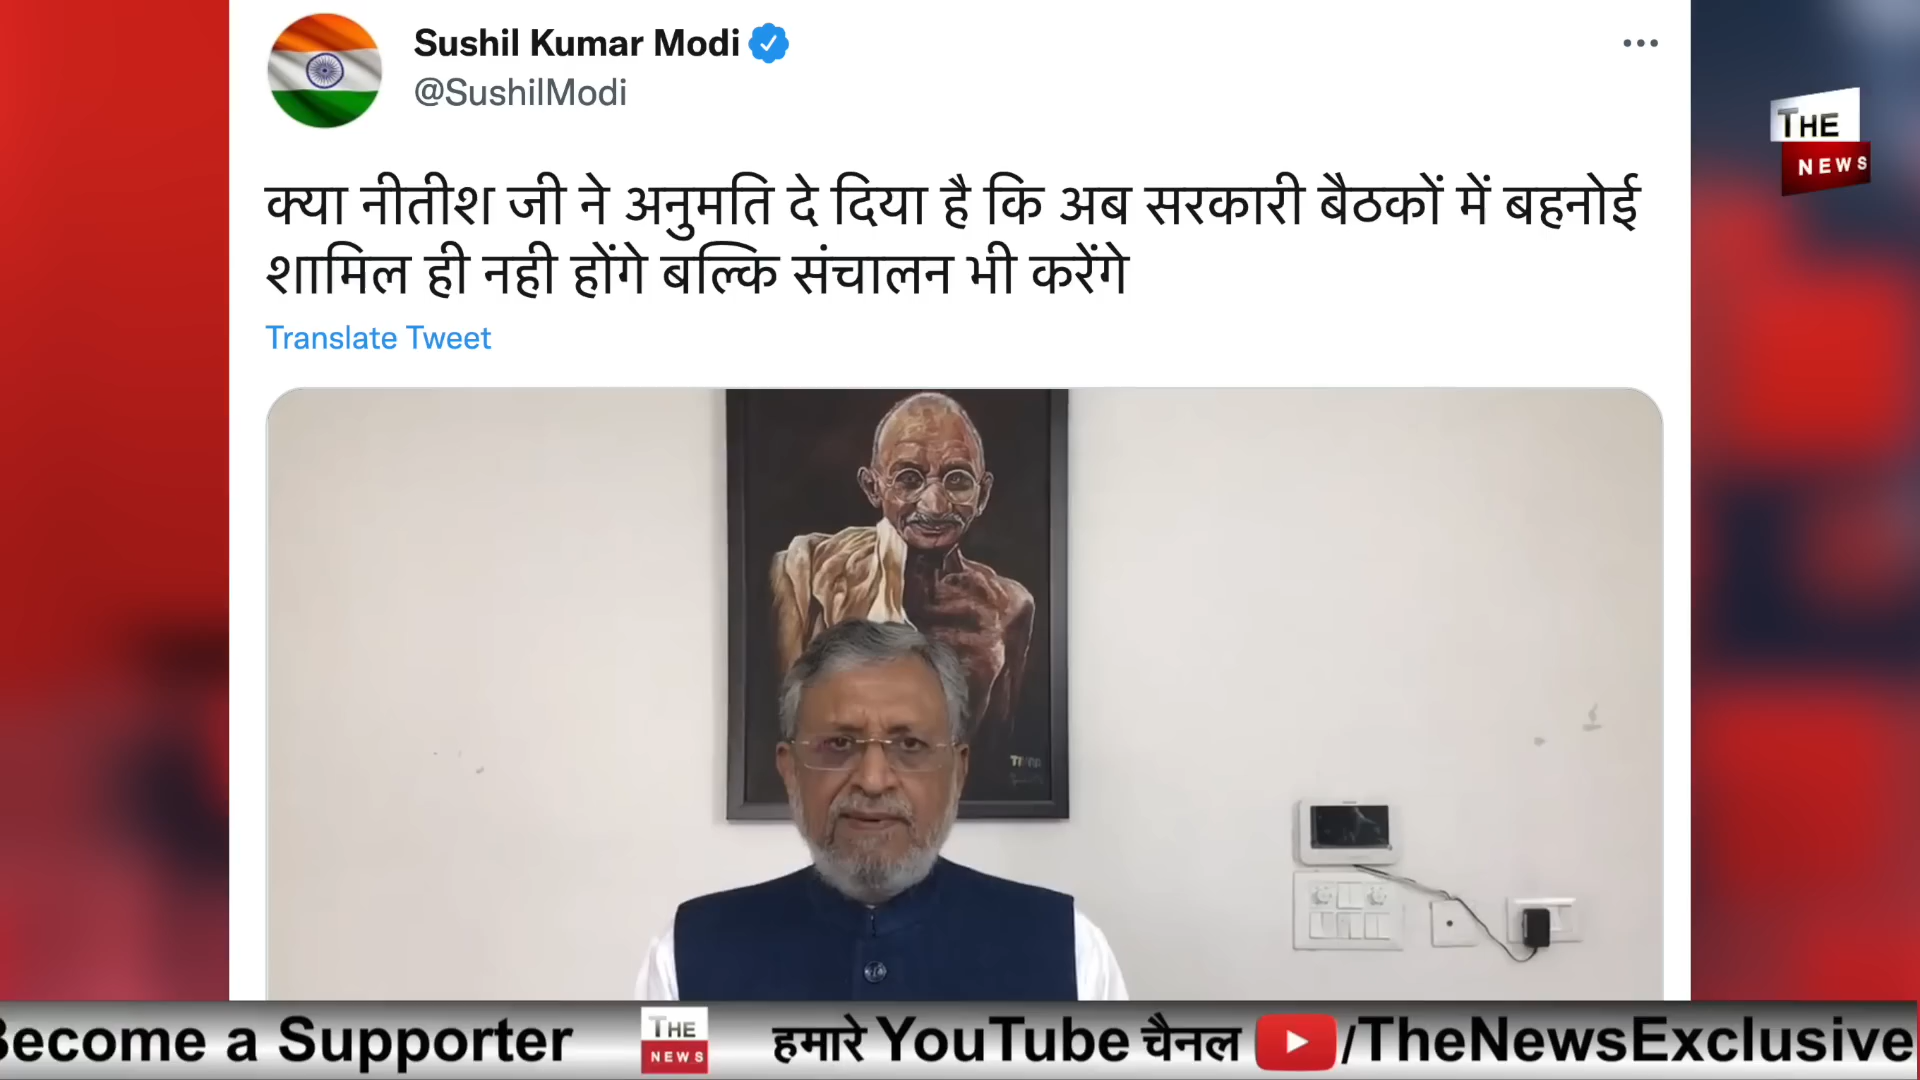 Sushil Kumar Modi
@SushilModi
THE
NEWS
क्या नीतीश जी ने अनुमति दे दिया है कि अब सरकारी बैठकों में बहनोई
शामिल ही नही होंगे बल्कि संचालन भी करेंगे
Translate Tweet
Become a Supporter
THE
NEWS
हमारे YouTube चैनल
/TheNewsExclusive